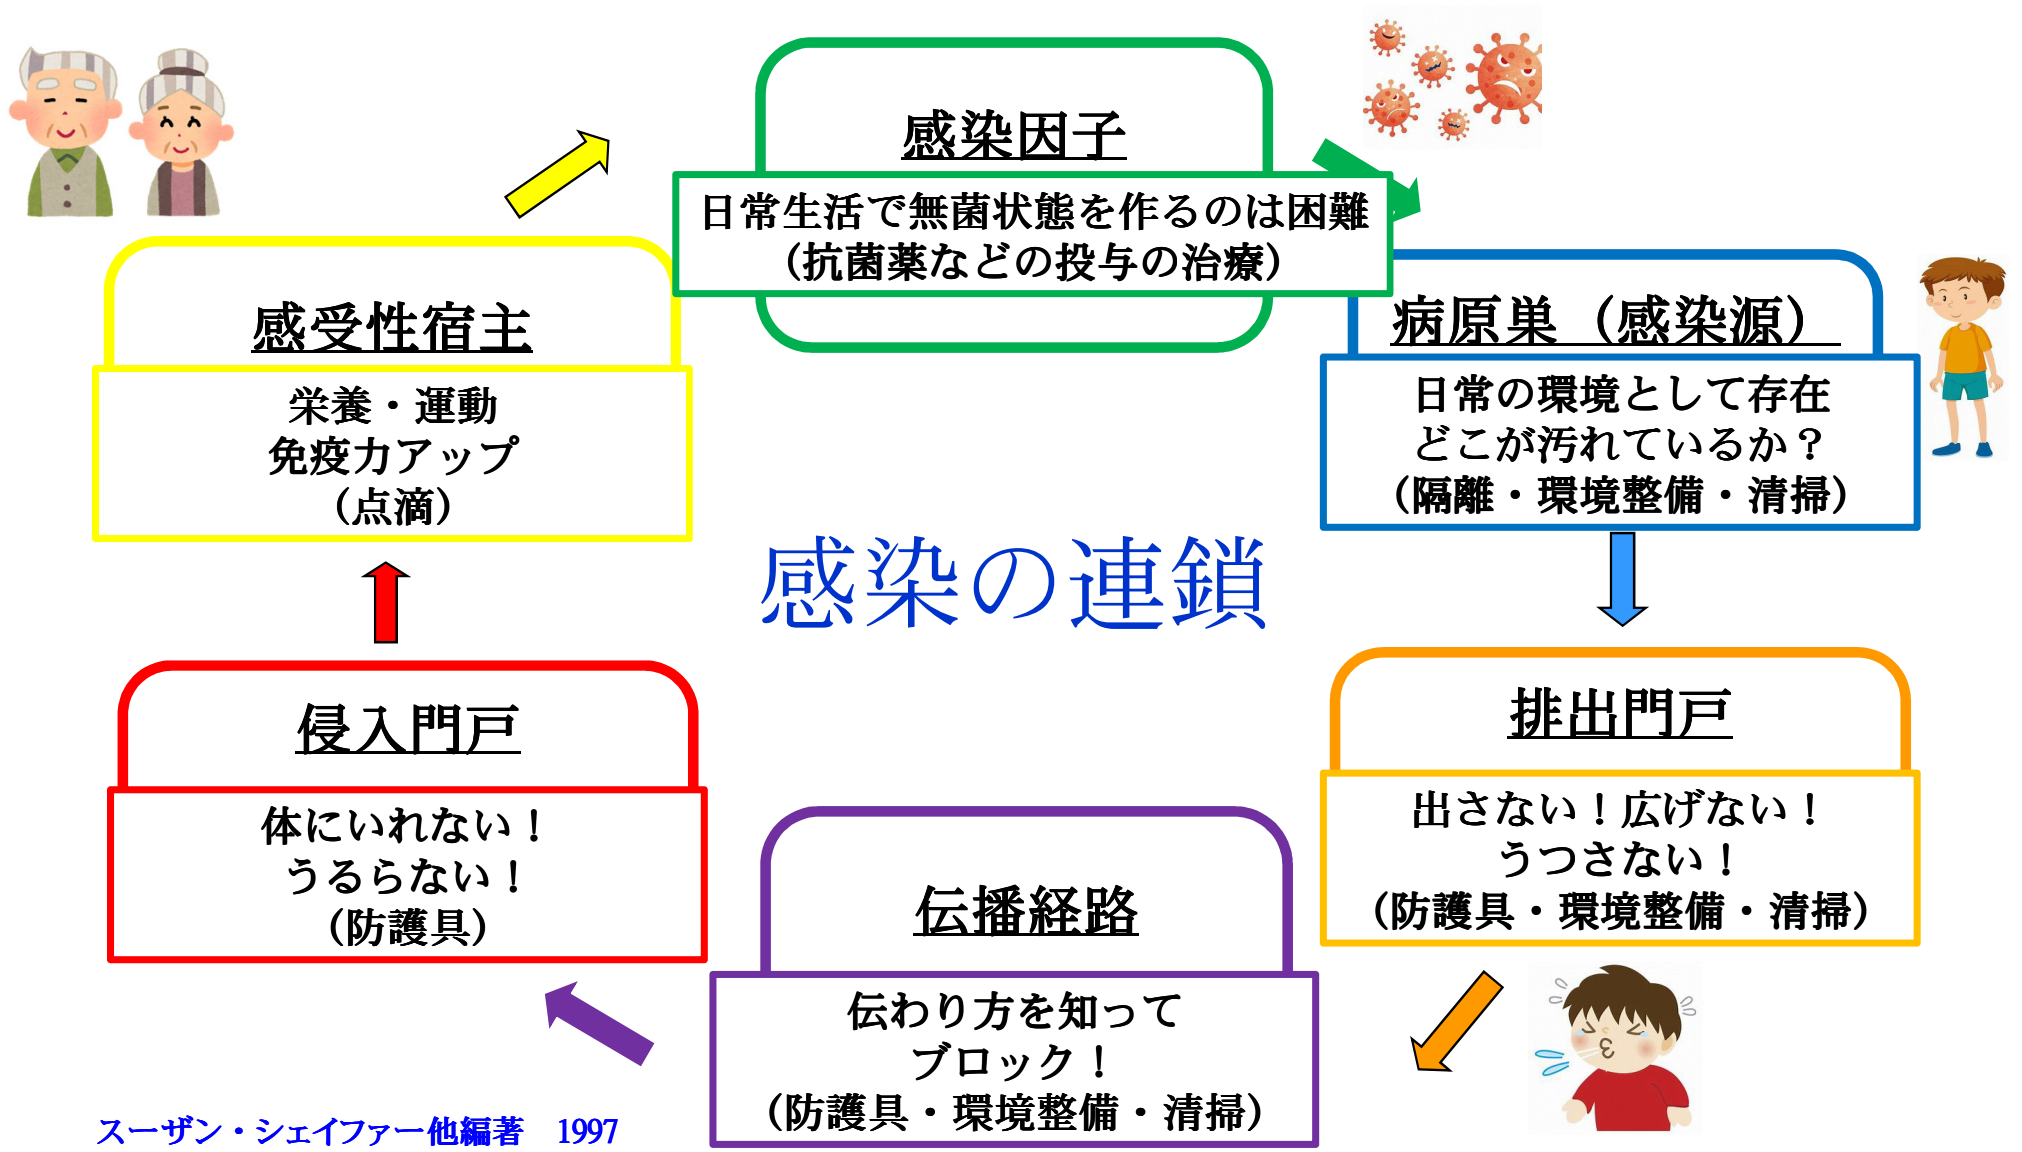 感染因子
日常生活で無菌状態を作るのは困難
（抗菌薬などの投与の治療）
病原巣（感染源）
日常の環境として存在
どこが汚れているか？
（隔離・環境整備・清掃）
排出門戸
出さない！広げない！
うつさない！
（防護具・環境整備・清掃）
伝播経路
伝わり方を知って
ブロック！
（防護具・環境整備・清掃）
侵入門戸
体にいれない！
うるらない！
（防護具）
感受性宿主
栄養・運動
免疫力アップ
（点滴）
感染の連鎖
スーザン・シェイファー他編著　1997